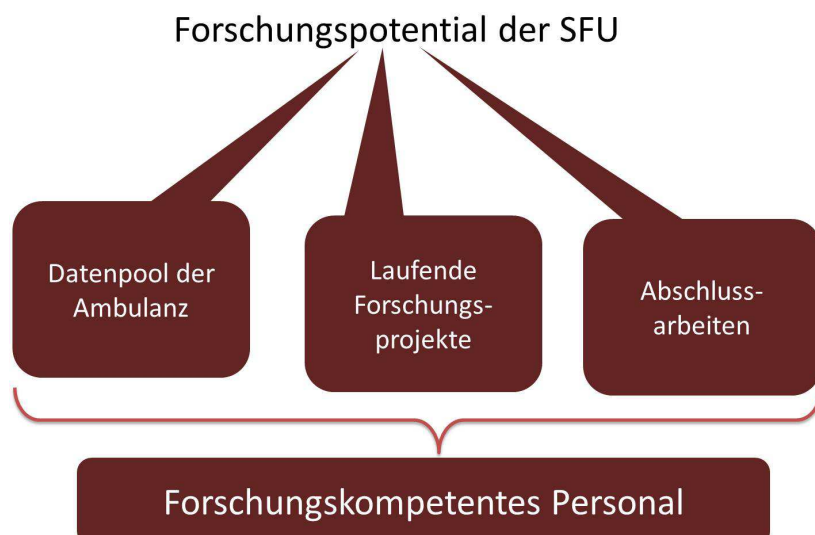 Forschungspotential der SFU
Datenpool der
Ambulanz
Laufende
Forschungs-
projekte
Abschluss-
arbeiten
Forschungskompetentes Personal